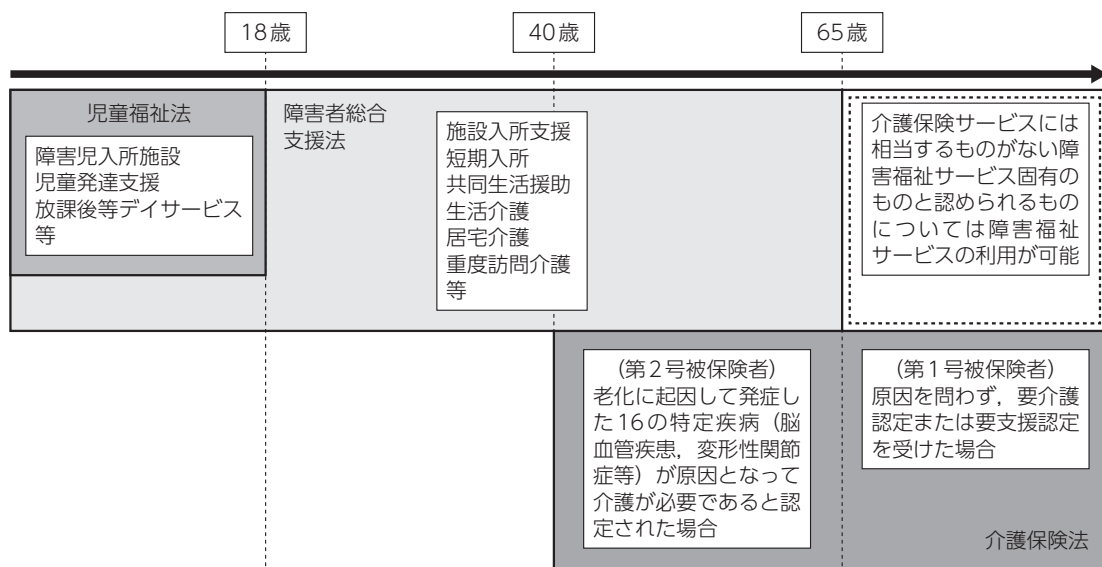 18歳
40歳
65歳
児童福祉法
障害児入所施設
児童発達支援
放課後等デイサービス
等
障害者総合
支援法
施設入所支援
短期入所
共同生活援助
生活介護
居宅介護
重度訪問介護
等
介護保険サービスには
相当するものがない障
害福祉サービス固有の
ものと認められるもの
については障害福祉
サービスの利用が可能
（第2号被保険者）
老化に起因して発症し
た16の特定疾病（脳
血管疾患，変形性関節
症等）が原因となって
介護が必要であると認
定された場合
（第1号被保険者）
原因を問わず，要介護
認定または要支援認定
を受けた場合
介護保険法